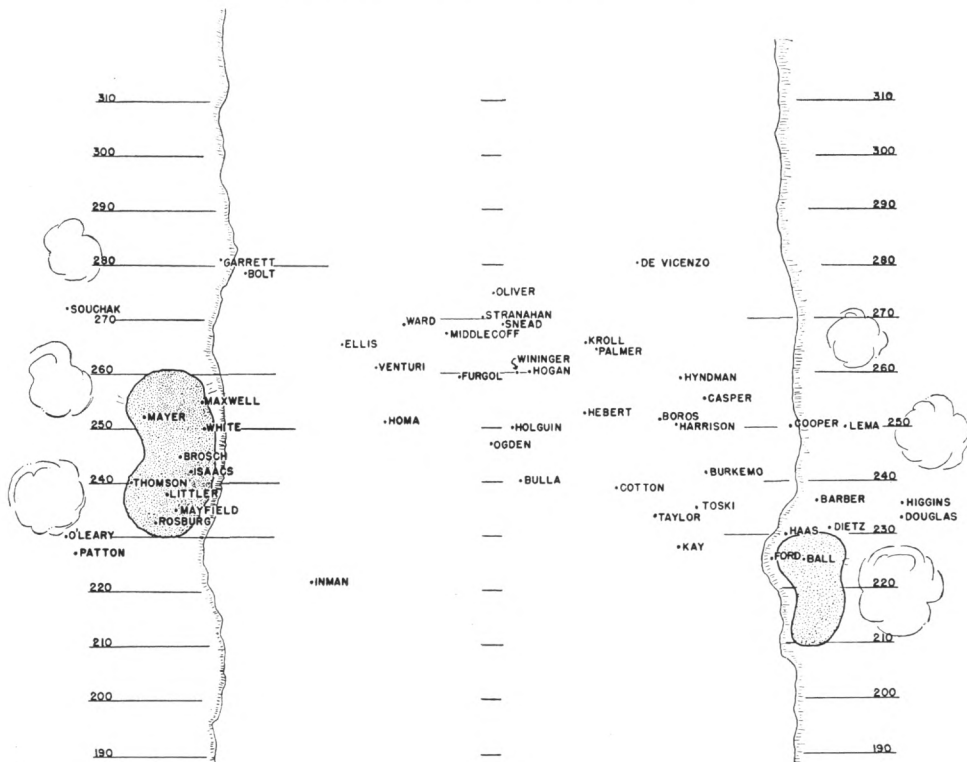 310 310
300 300
290 290
280 GARRETT DE VICENZO 280
BOLT
OLIVER
SOUCHAK
270 WARD STRANAHAN 270
SNEAD
MIDDLECOFF
ELLIS KROLL
PALMER
WININGER
260 VENTURI FURGOL HOGAN HYNDMAN 260
MAXWELL CASPER
MAYER HEBERT BOROS
HOMA
250 WHITE HOLGUIN HARRISON COOPER LEMA 250
OGDEN
BROSCH
ISAACS BURKEMO
240 THOMSON BULLA COTTON 240
LITTLER BARBER HIGGINS
MAYFIELD TOSKI
ROSBURG TAYLOR DIETZ DOUGLAS
O'LEARY 230 HAAS 230
PATTON KAY
FORD BALL
220 INMAN 220
210 210
200 200
190 190